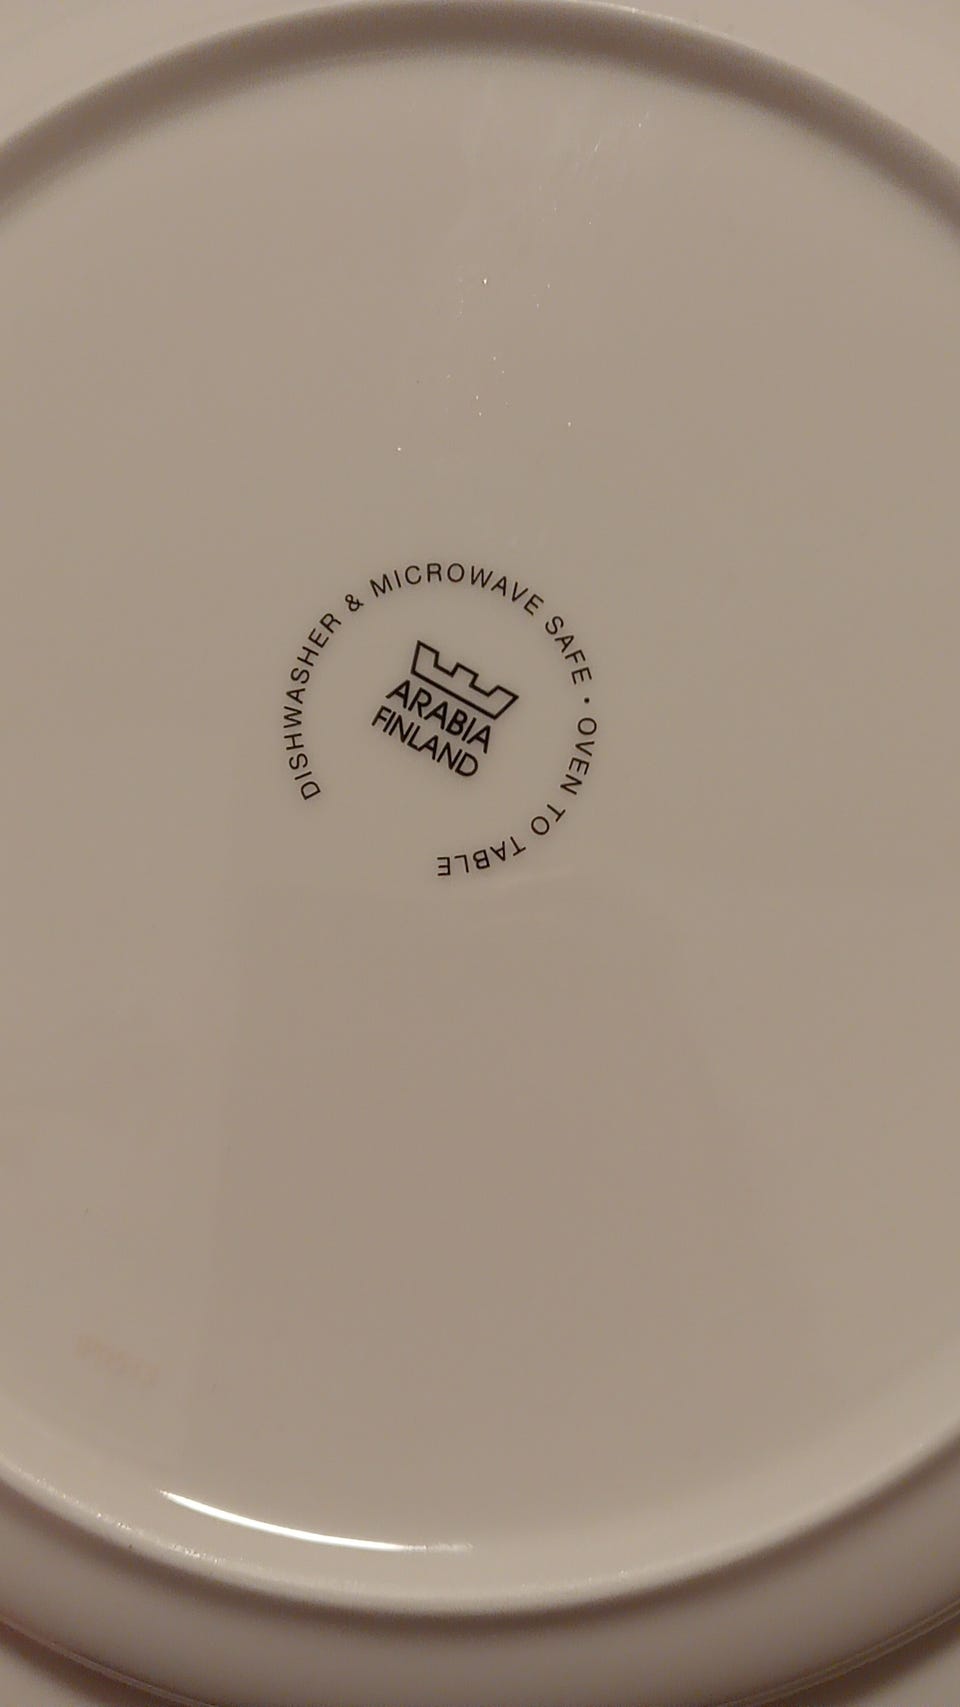 DISHWASHER & MICROWAVE SAFE · OVEN TO TABLE
ARABIA
FINLAND